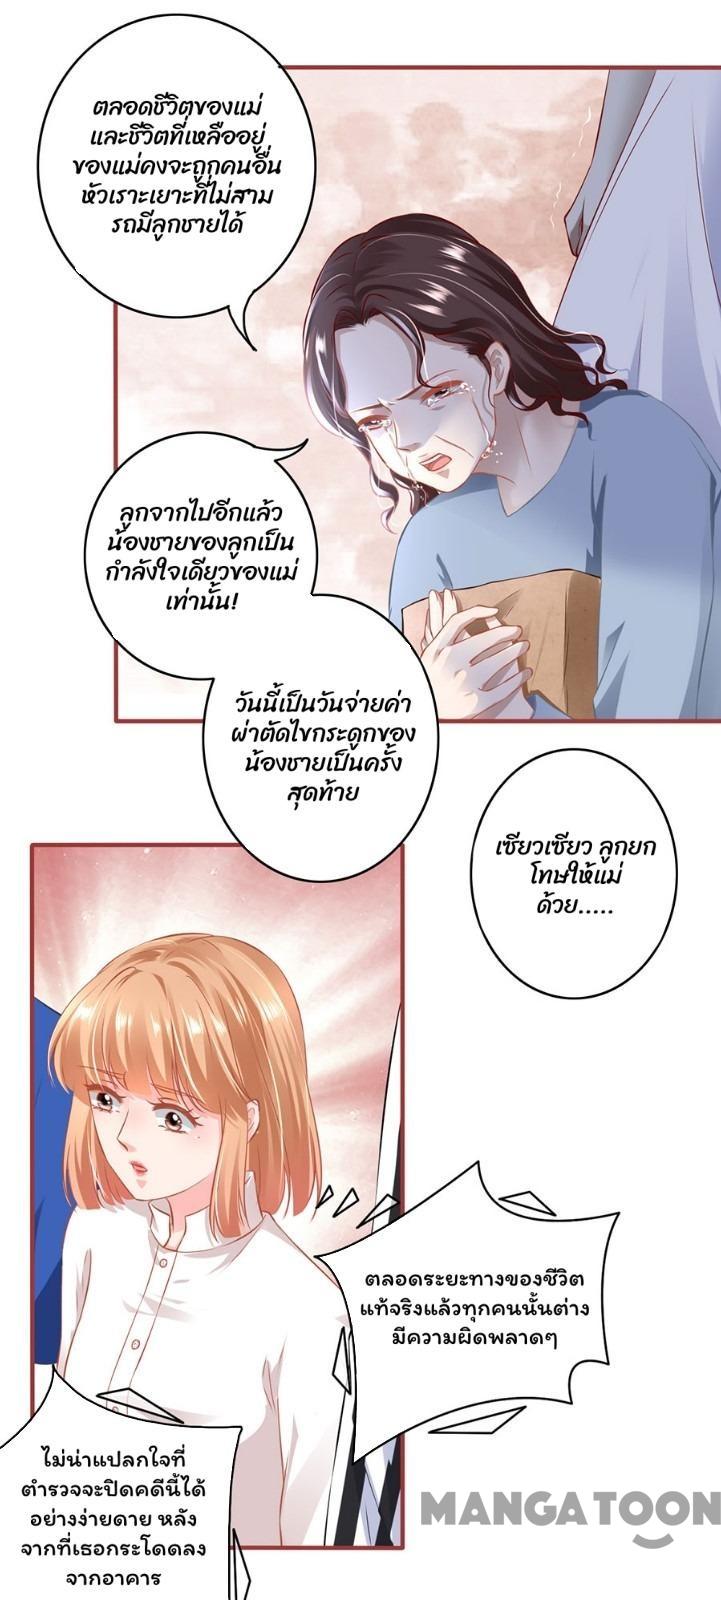 ตลอดชีวิตของแม่
และชีวิตที่เหลืออยู่
ของแม่คงจะถูกคนอื่น
หัวเราะเยาะที่ไม่สาม
รถมีลูกชายได้
ลูกจากไปอีกแล้ว
น้องชายของลูกเป็น
กำลังใจเดียวของแม่
เท่านั้น!
วันนี้เป็นวันจ่ายค่า
ผ่าตัดไขกระดูกของ
น้องชายเป็นครั้ง
สุดท้าย
เซียวเซียว ลูกยก
โทษให้แม่
ด้วย.....
ตลอดระยะทางของชีวิต
แท้จริงแล้วทุกคนนั้นต่าง
มีความผิดพลาดๆ
ไม่น่าแปลกใจที่
ตำรวจจะปิดคดีนี้ได้
อย่างง่ายดาย หลัง
จากที่เธอกระโดดลง
จากอาคาร
MANGATOON